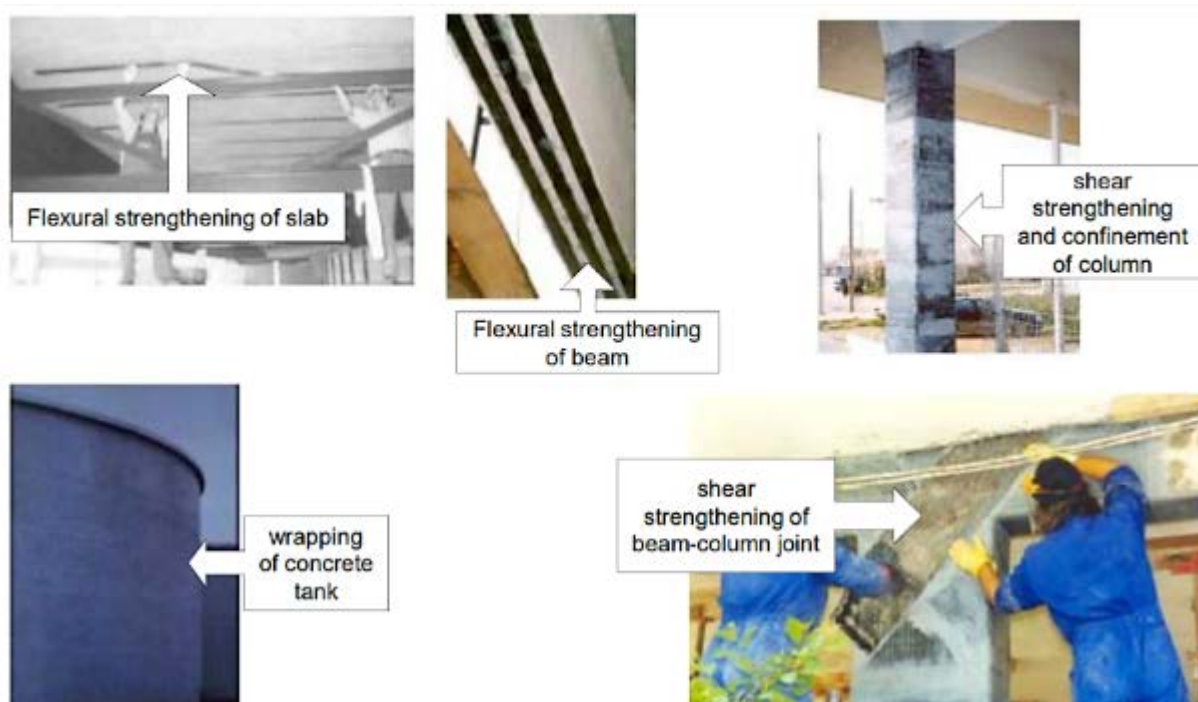 Flexural strengthening of slab
Flexural strengthening
of beam
shear
strengthening
and confinement
of column
wrapping
of concrete
tank
shear
strengthening of
beam-column joint